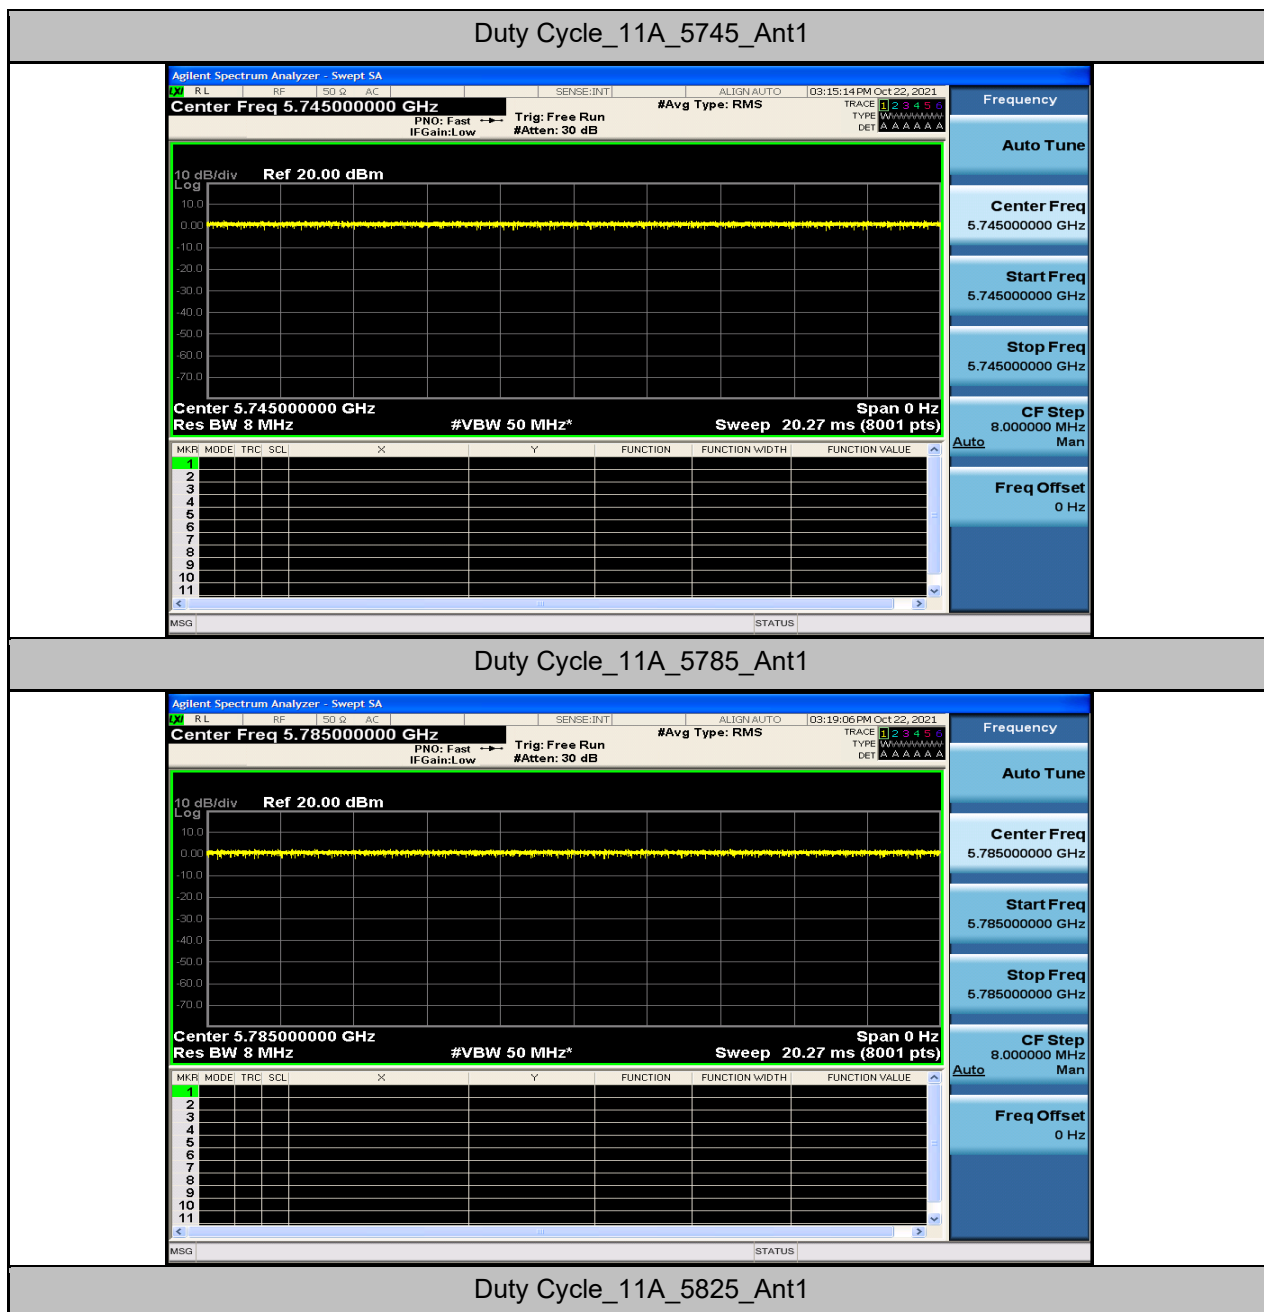 Duty Cycle_11A_5745_Ant1
Agilent Spectrum Analyzer - Swept SA
LXI RL RF 50 Ω AC SENSE:INT ALIGN AUTO 03:15:14 PM Oct 22, 2021
Center Freq 5.745000000 GHz #Avg Type: RMS TRACE 1 2 3 4 5 6
PNO: Fast Trig: Free Run TYPE
IFGain:Low #Atten: 30 dB DET A A A A A A
10 dB/div Ref 20.00 dBm
Log
10.0
0.00
-10.0
-20.0
-30.0
-40.0
-50.0
-60.0
-70.0
Center 5.745000000 GHz Span 0 Hz
Res BW 8 MHz #VBW 50 MHz* Sweep 20.27 ms (8001 pts)
MKR MODE TRC SCL X Y FUNCTION FUNCTION WIDTH FUNCTION VALUE
1
2
3
4
5
6
7
8
9
10
11
MSG STATUS
Frequency
Auto Tune
Center Freq
5.745000000 GHz
Start Freq
5.745000000 GHz
Stop Freq
5.745000000 GHz
CF Step
8.000000 MHz
Auto Man
Freq Offset
0 Hz
Duty Cycle_11A_5785_Ant1
Agilent Spectrum Analyzer - Swept SA
LXI RL RF 50 Ω AC SENSE:INT ALIGN AUTO 03:19:06 PM Oct 22, 2021
Center Freq 5.785000000 GHz #Avg Type: RMS TRACE 1 2 3 4 5 6
PNO: Fast Trig: Free Run TYPE
IFGain:Low #Atten: 30 dB DET A A A A A A
10 dB/div Ref 20.00 dBm
Log
10.0
0.00
-10.0
-20.0
-30.0
-40.0
-50.0
-60.0
-70.0
Center 5.785000000 GHz Span 0 Hz
Res BW 8 MHz #VBW 50 MHz* Sweep 20.27 ms (8001 pts)
MKR MODE TRC SCL X Y FUNCTION FUNCTION WIDTH FUNCTION VALUE
1
2
3
4
5
6
7
8
9
10
11
MSG STATUS
Frequency
Auto Tune
Center Freq
5.785000000 GHz
Start Freq
5.785000000 GHz
Stop Freq
5.785000000 GHz
CF Step
8.000000 MHz
Auto Man
Freq Offset
0 Hz
Duty Cycle_11A_5825_Ant1